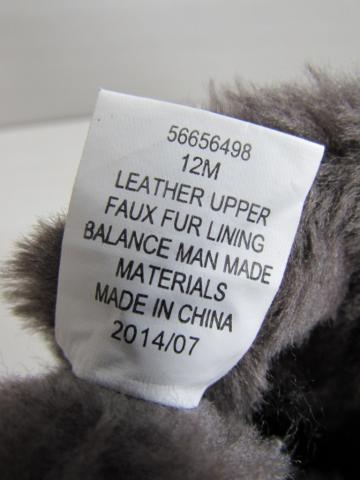 56656498
12M
LEATHER UPPER
FAUX FUR LINING
BALANCE MAN MADE
MATERIALS
MADE IN CHINA
2014/07